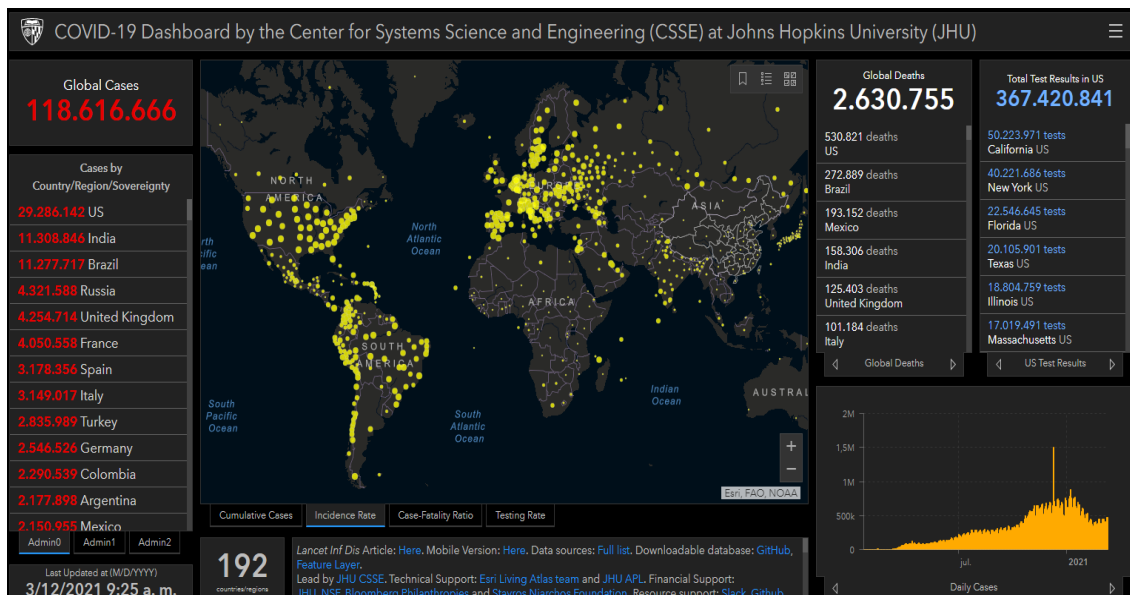 COVID-19 Dashboard by the Center for Systems Science and Engineering (CSSE) at Johns Hopkins University (JHU)
Global Cases
118.616.666
Cases by
Country/Region/Sovereignty
29.286.142 US
11.308.846 India
11.277.717 Brazil
4.321.588 Russia
4.254.714 United Kingdom
4.050.558 France
3.178.356 Spain
3.149.017 Italy
2.835.989 Turkey
2.546.526 Germany
2.290.539 Colombia
2.177.898 Argentina
2.150.955 Mexico
Admin0
Admin1
Admin2
Last Updated at (M/D/YYYY)
3/12/2021 9:25 a. m.
NORTH
AMERICA
North
Atlantic
Ocean
EUROPE
ASIA
AFRICA
SOUTH
AMERICA
South
Pacific
Ocean
South
Atlantic
Ocean
Indian
Ocean
AUSTRAL
+
−
Esri, FAO, NOAA
Cumulative Cases
Incidence Rate
Case-Fatality Ratio
Testing Rate
192
countries/regions
Lancet Inf Dis Article: Here. Mobile Version: Here. Data sources: Full list. Downloadable database: GitHub,
Feature Layer.
Lead by JHU CSSE. Technical Support: Esri Living Atlas team and JHU APL. Financial Support:
JHU, NSF, Bloomberg Philanthropies and Stavros Niarchos Foundation. Resource support: Slack, Github
Global Deaths
2.630.755
530.821 deaths
US
272.889 deaths
Brazil
193.152 deaths
Mexico
158.306 deaths
India
125.403 deaths
United Kingdom
101.184 deaths
Italy
Global Deaths
Total Test Results in US
367.420.841
50.223.971 tests
California US
40.221.686 tests
New York US
22.546.645 tests
Florida US
20.105.901 tests
Texas US
18.804.759 tests
Illinois US
17.019.491 tests
Massachusetts US
US Test Results
2M
1,5M
1M
500k
0
jul.
2021
Daily Cases